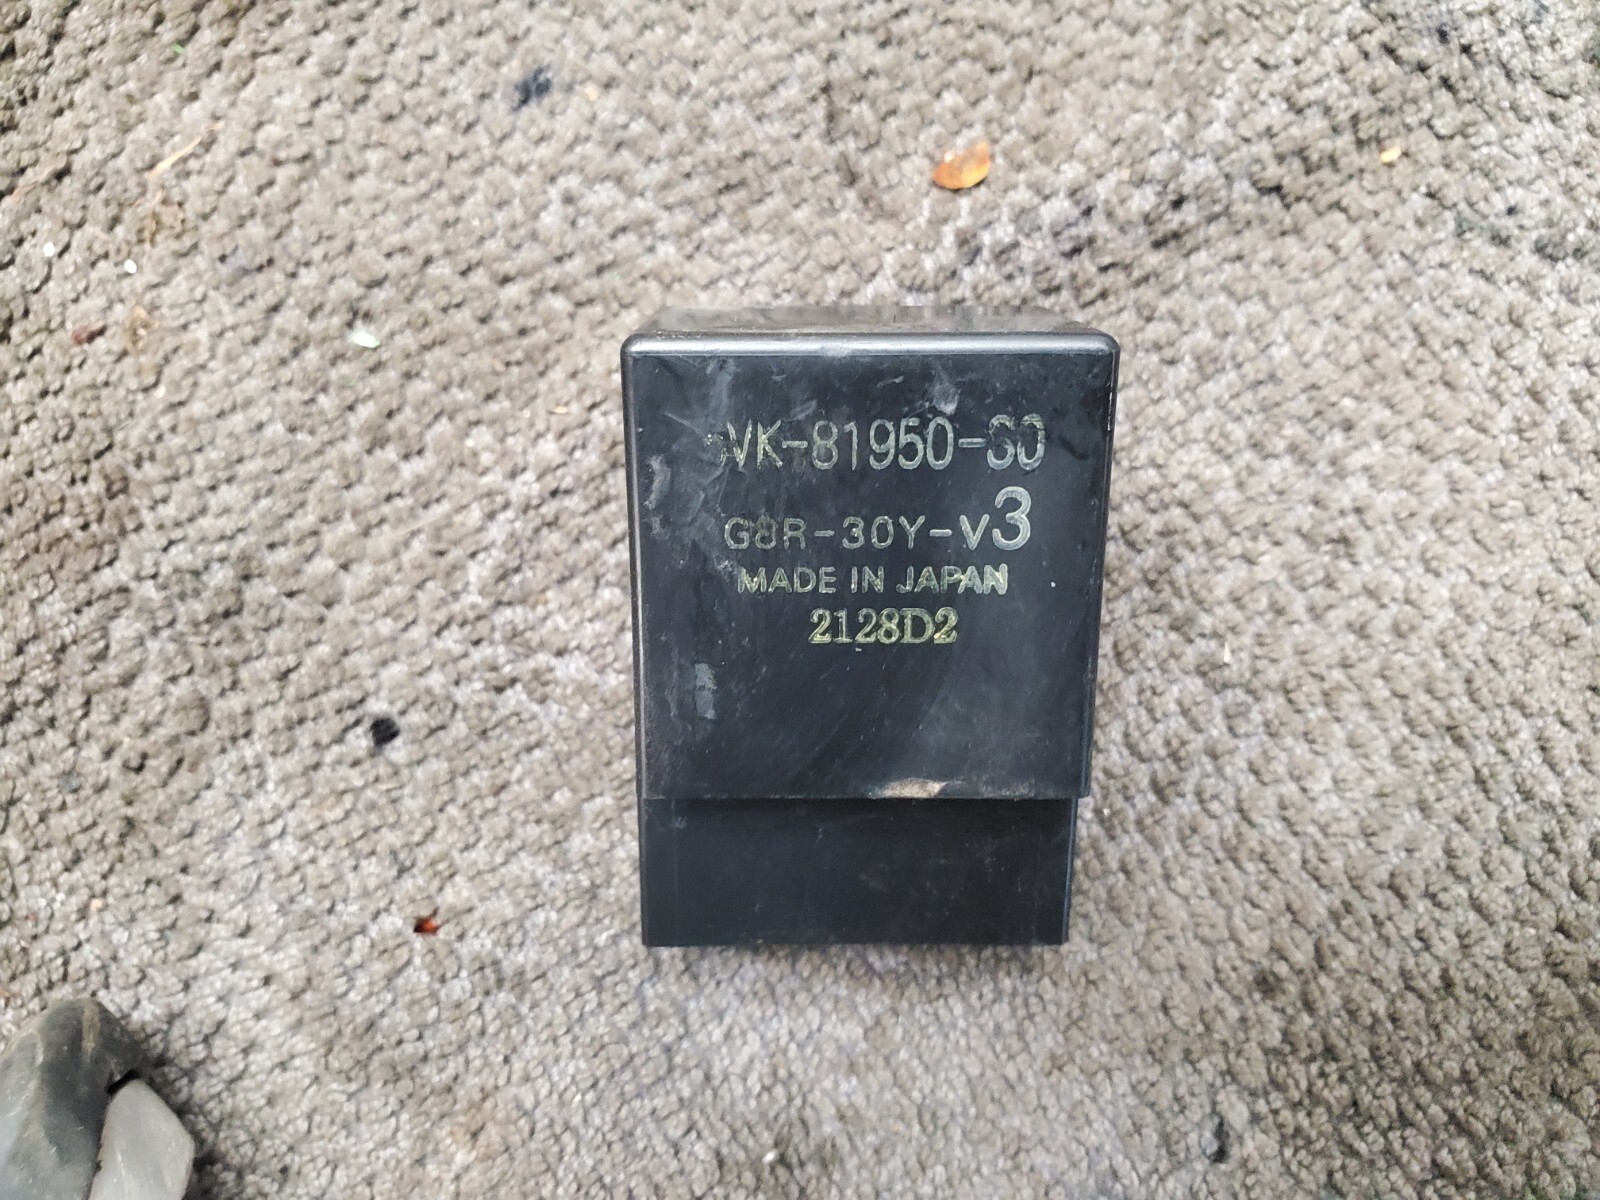 VK-81950-S0
G8R-30Y-V3
MADE IN JAPAN
2128D2